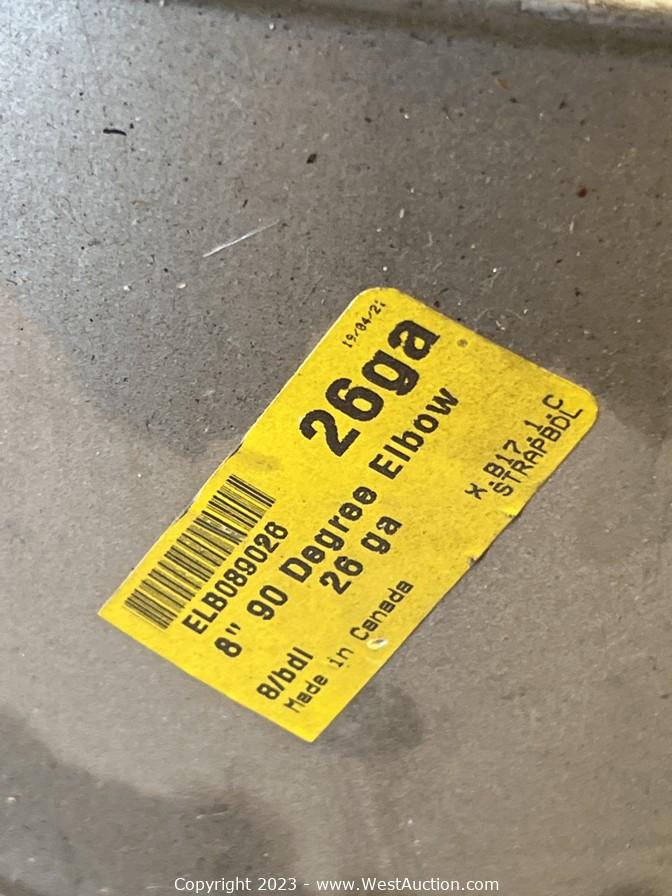 19/04/21
26ga
ELB089026
8" 90 Degree Elbow
26 ga
8/bdl
Made in Canada
X.B17.1.C
STRAPBDL
Copyright 2023 - www.WestAuction.com